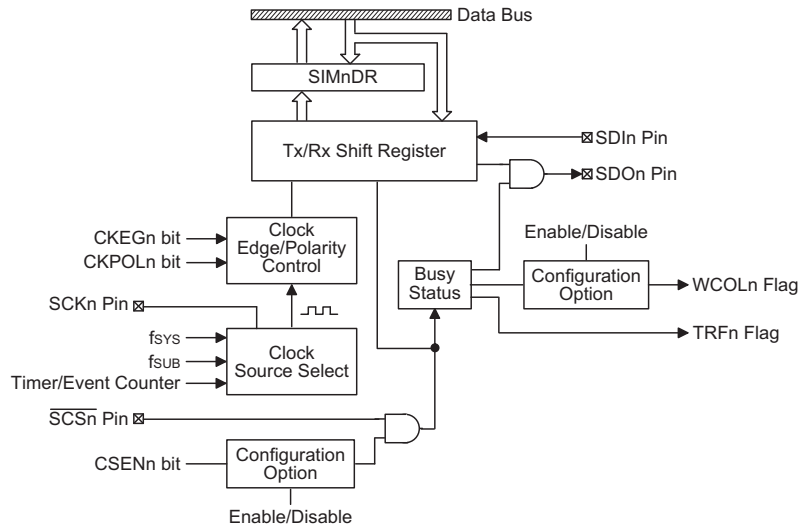 Data Bus
SIMnDR
Tx/Rx Shift Register
SDIn Pin
SDOn Pin
CKEGn bit
CKPOLn bit
Clock
Edge/Polarity
Control
Enable/Disable
Busy
Status
Configuration
Option
WCOLn Flag
TRFn Flag
SCKn Pin
fSYS
fSUB
Timer/Event Counter
Clock
Source Select
SCSn Pin
CSENn bit
Configuration
Option
Enable/Disable